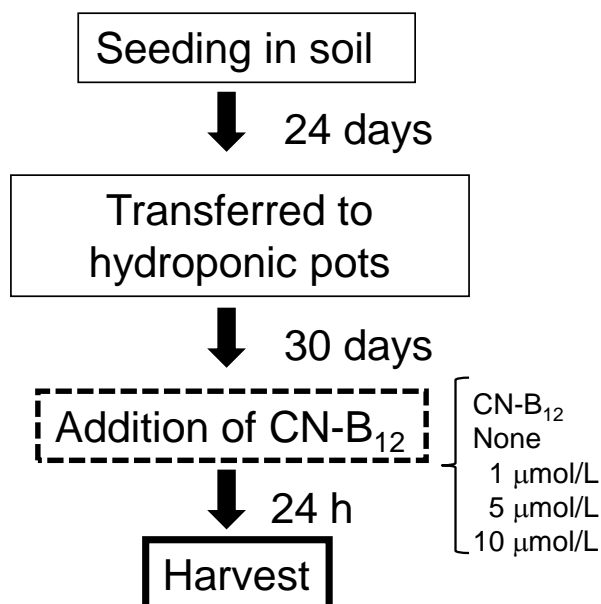 Seeding in soil
24 days
Transferred to
hydroponic pots
30 days
Addition of CN-B₁₂
CN-B₁₂
None
1 μmol/L
5 μmol/L
10 μmol/L
24 h
Harvest